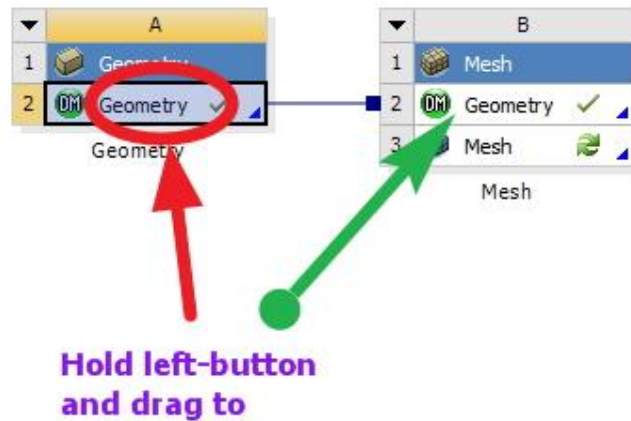 A
1 Geometry
2 DM Geometry
Geometry
B
1 Mesh
2 DM Geometry
3 Mesh
Mesh
Hold left-button
and drag to